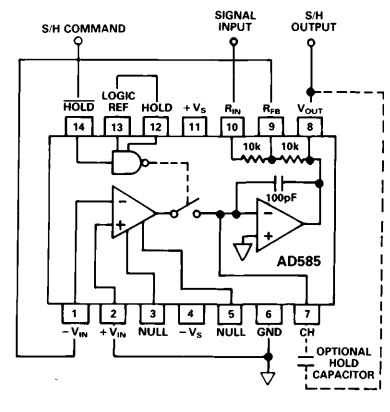 S/H COMMAND
SIGNAL
INPUT
S/H
OUTPUT
HOLD
LOGIC
REF
HOLD
+VS
RIN
RFB
VOUT
14
13
12
11
10
9
8
10k
10k
100pF
AD585
1
2
3
4
5
6
7
−VIN
+VIN
NULL
−VS
NULL
GND
CH
OPTIONAL
HOLD
CAPACITOR